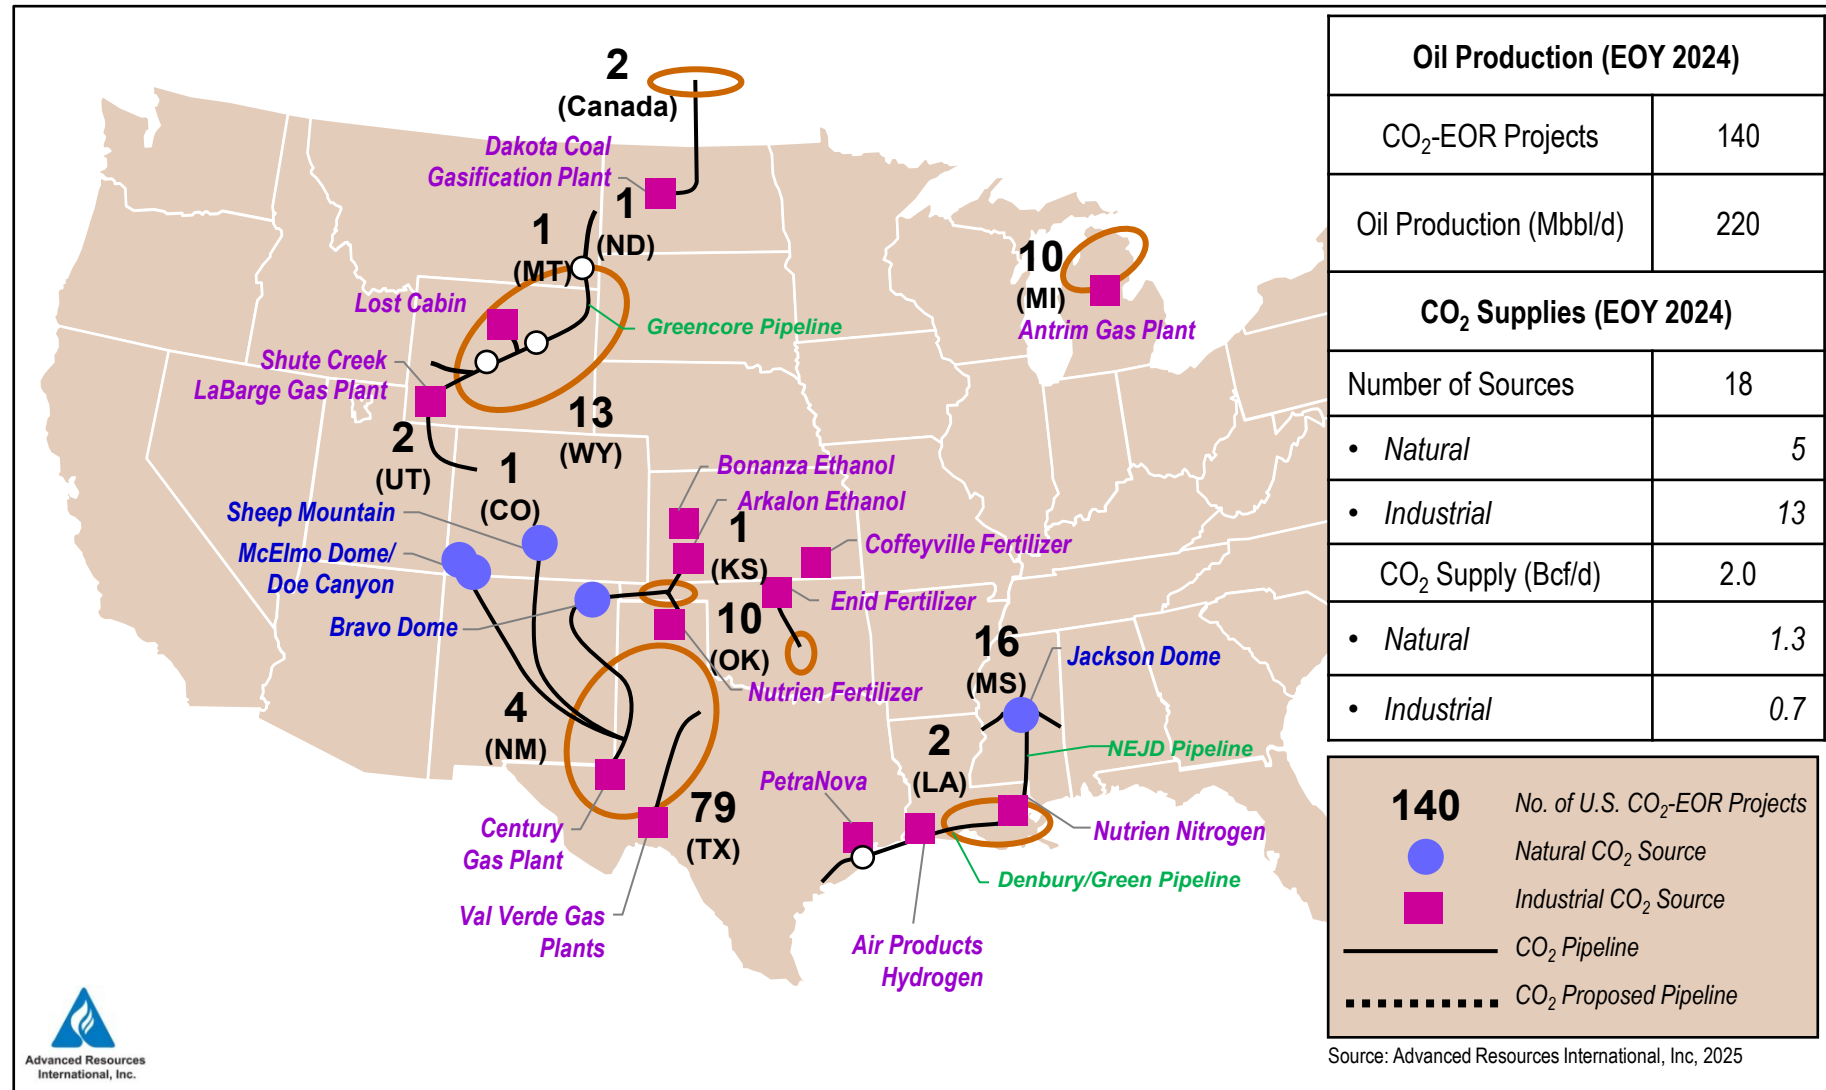 2
(Canada)
Dakota Coal
Gasification Plant
1
(ND)
1
(MT)
Lost Cabin
Greencore Pipeline
Shute Creek
LaBarge Gas Plant
13
(WY)
2
(UT)
1
(CO)
10
(MI)
Antrim Gas Plant
Sheep Mountain
McElmo Dome/
Doe Canyon
Bravo Dome
Bonanza Ethanol
Arkalon Ethanol
1
(KS)
Coffeyville Fertilizer
Enid Fertilizer
10
(OK)
Nutrien Fertilizer
16
(MS)
Jackson Dome
4
(NM)
2
(LA)
NEJD Pipeline
PetraNova
79
(TX)
Century
Gas Plant
Nutrien Nitrogen
Denbury/Green Pipeline
Val Verde Gas
Plants
Air Products
Hydrogen
Advanced Resources
International, Inc.
Oil Production (EOY 2024)
CO₂-EOR Projects 140
Oil Production (Mbbl/d) 220
CO₂ Supplies (EOY 2024)
Number of Sources 18
• Natural 5
• Industrial 13
CO₂ Supply (Bcf/d) 2.0
• Natural 1.3
• Industrial 0.7
140 No. of U.S. CO₂-EOR Projects
Natural CO₂ Source
Industrial CO₂ Source
CO₂ Pipeline
CO₂ Proposed Pipeline
Source: Advanced Resources International, Inc, 2025